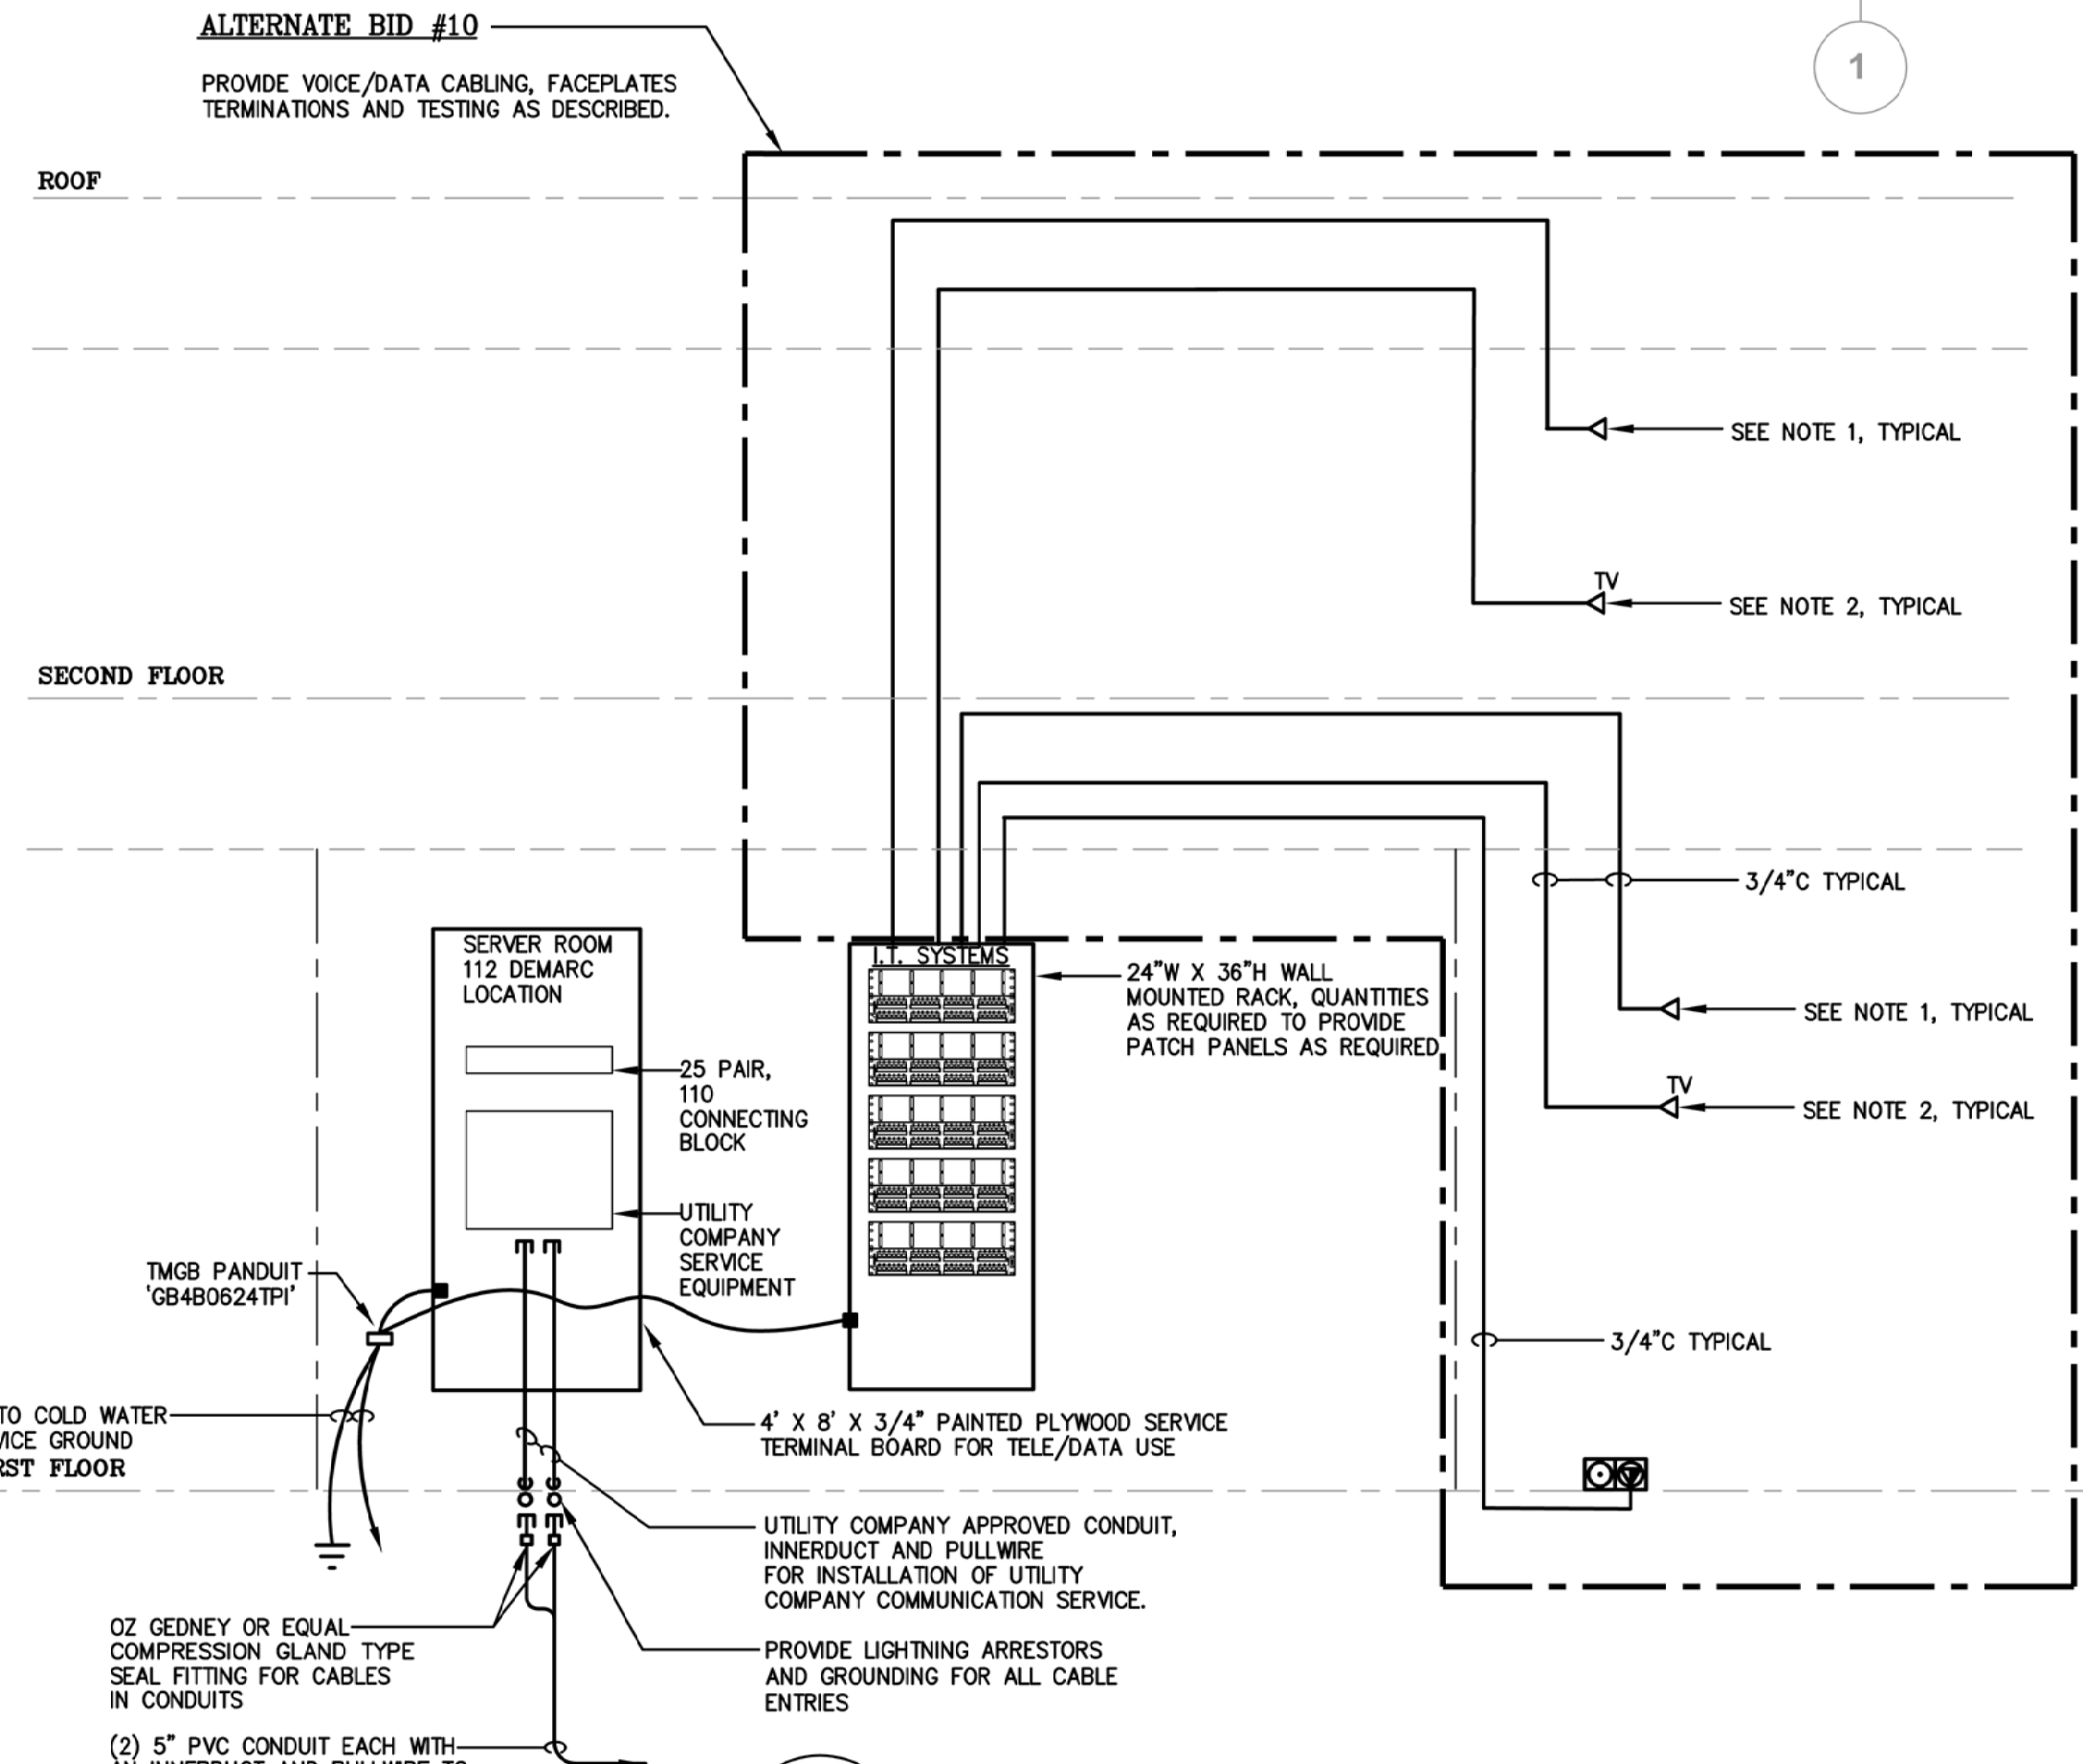 ALTERNATE BID #10
PROVIDE VOICE/DATA CABLING, FACEPLATES
TERMINATIONS AND TESTING AS DESCRIBED.
1
ROOF
SEE NOTE 1, TYPICAL
TV
SEE NOTE 2, TYPICAL
SECOND FLOOR
3/4"C TYPICAL
SERVER ROOM
112 DEMARC
LOCATION
I.T. SYSTEMS
24"W X 36"H WALL
MOUNTED RACK, QUANTITIES
AS REQUIRED TO PROVIDE
PATCH PANELS AS REQUIRED
SEE NOTE 1, TYPICAL
25 PAIR,
110
CONNECTING
BLOCK
TV
SEE NOTE 2, TYPICAL
UTILITY
COMPANY
SERVICE
EQUIPMENT
TMGB PANDUIT
'GB4B0624TPI'
3/4"C TYPICAL
TO COLD WATER
GROUND
FLOOR
4' X 8' X 3/4" PAINTED PLYWOOD SERVICE
TERMINAL BOARD FOR TELE/DATA USE
UTILITY COMPANY APPROVED CONDUIT,
INNERDUCT AND PULLWIRE
FOR INSTALLATION OF UTILITY
COMPANY COMMUNICATION SERVICE.
OZ GEDNEY OR EQUAL
COMPRESSION GLAND TYPE
SEAL FITTING FOR CABLES
IN CONDUITS
PROVIDE LIGHTNING ARRESTORS
AND GROUNDING FOR ALL CABLE
ENTRIES
(2) 5" PVC CONDUIT EACH WITH